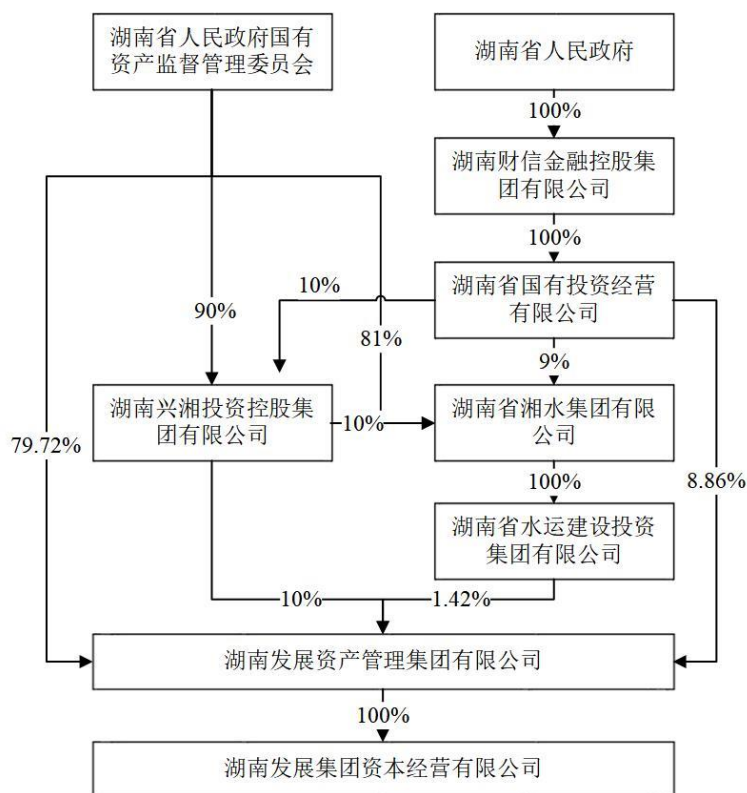 湖南省人民政府国有
资产监督管理委员会
湖南省人民政府
100%
湖南财信金融控股集
团有限公司
100%
湖南省国有投资经营
有限公司
10%
90%
81%
9%
湖南兴湘投资控股集
团有限公司
10%
湖南省湘水集团有限
公司
79.72%
100%
8.86%
湖南省水运建设投资
集团有限公司
10%
1.42%
湖南发展资产管理集团有限公司
100%
湖南发展集团资本经营有限公司